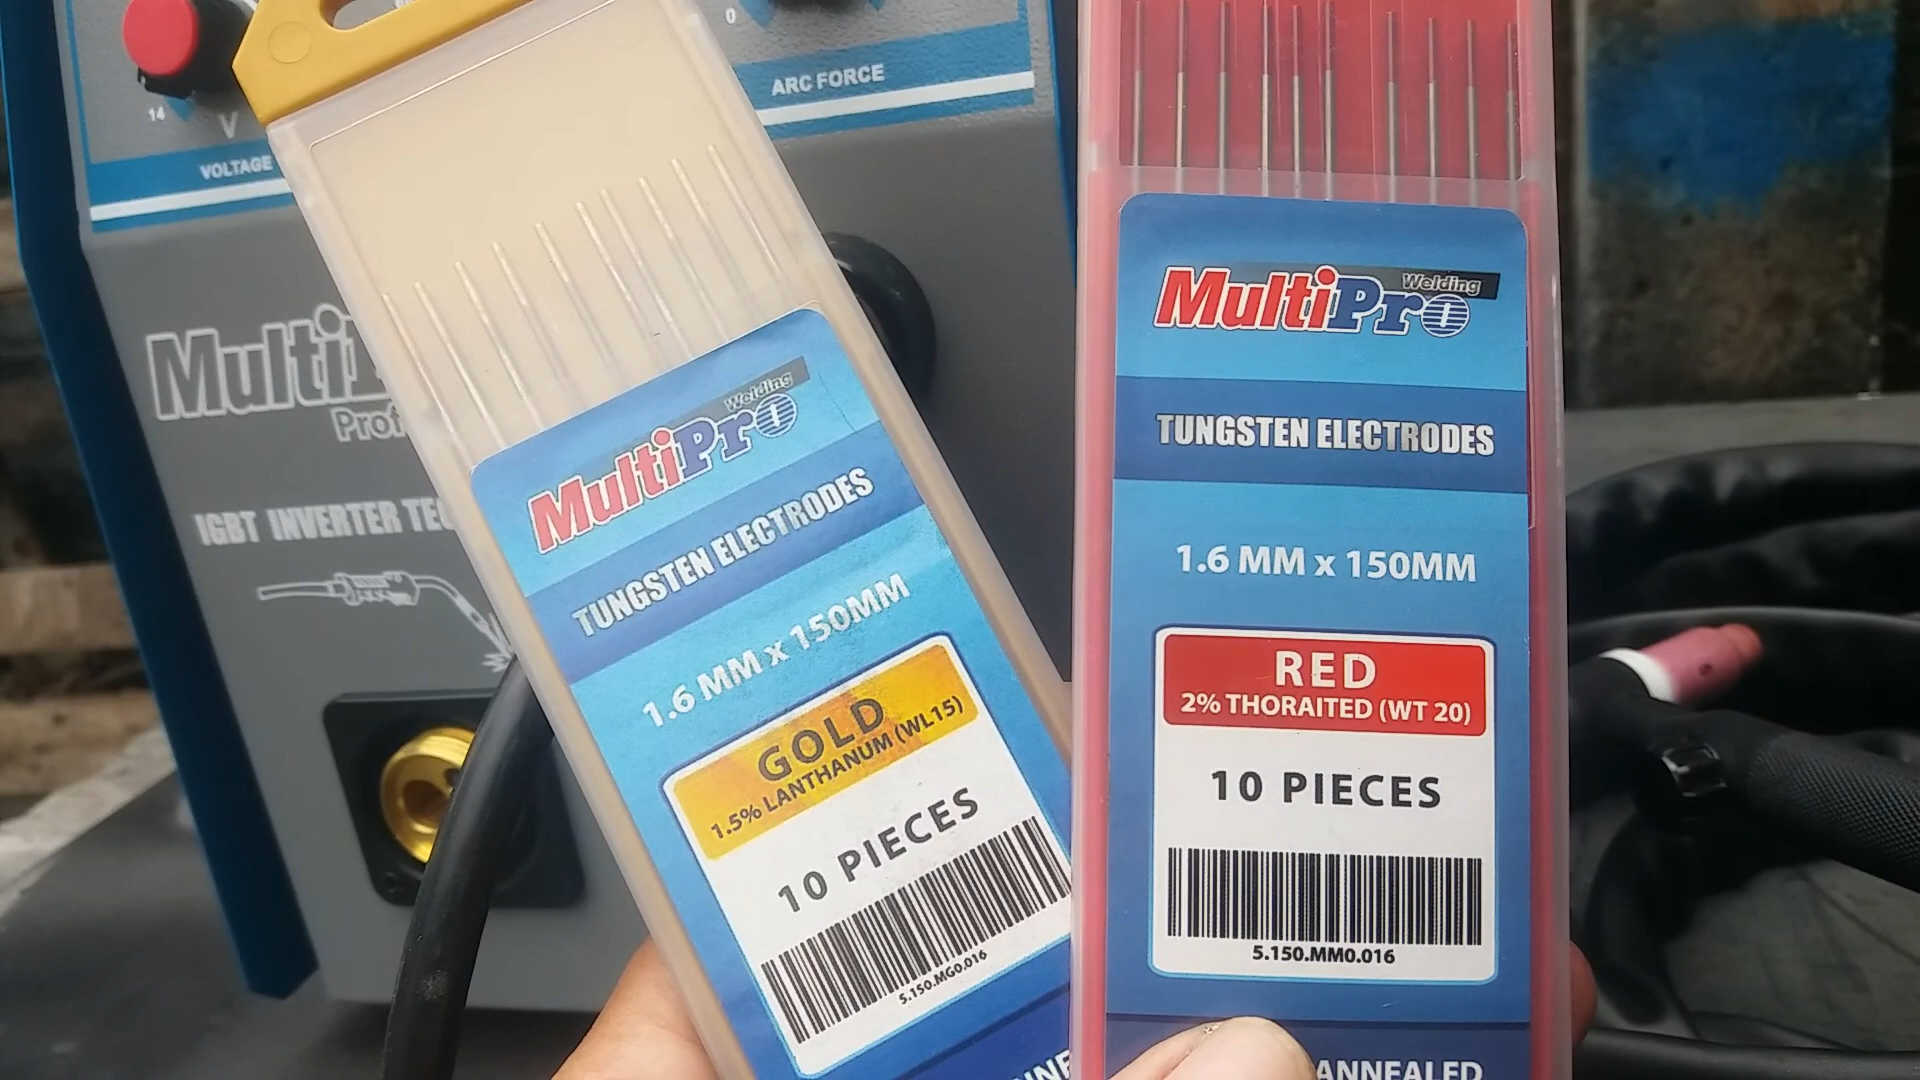 0
ARC FORCE
14
V
VOLTAGE
Multi
Prof
IGBT INVERTER TEC
MultiPro Welding
TUNGSTEN ELECTRODES
1.6 MM x 150MM
GOLD
1.5% LANTHANUM (WL15)
10 PIECES
5.150.MG0.016
MultiPro Welding
TUNGSTEN ELECTRODES
1.6 MM x 150MM
RED
2% THORAITED (WT 20)
10 PIECES
5.150.MM0.016
ANNEALED